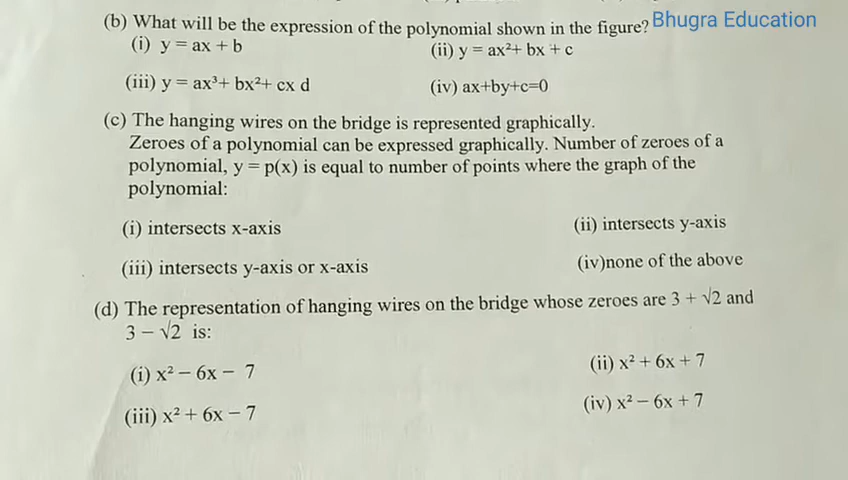 (b) What will be the expression of the polynomial shown in the figure? Bhugra Education
(i) y = ax + b (ii) y = ax²+ bx + c
(iii) y = ax³+ bx²+ cx d (iv) ax+by+c=0
(c) The hanging wires on the bridge is represented graphically.
Zeroes of a polynomial can be expressed graphically. Number of zeroes of a
polynomial, y = p(x) is equal to number of points where the graph of the
polynomial:
(i) intersects x-axis (ii) intersects y-axis
(iii) intersects y-axis or x-axis (iv)none of the above
(d) The representation of hanging wires on the bridge whose zeroes are 3 + √2 and
3 – √2 is:
(i) x² – 6x – 7 (ii) x² + 6x + 7
(iii) x² + 6x – 7 (iv) x² – 6x + 7